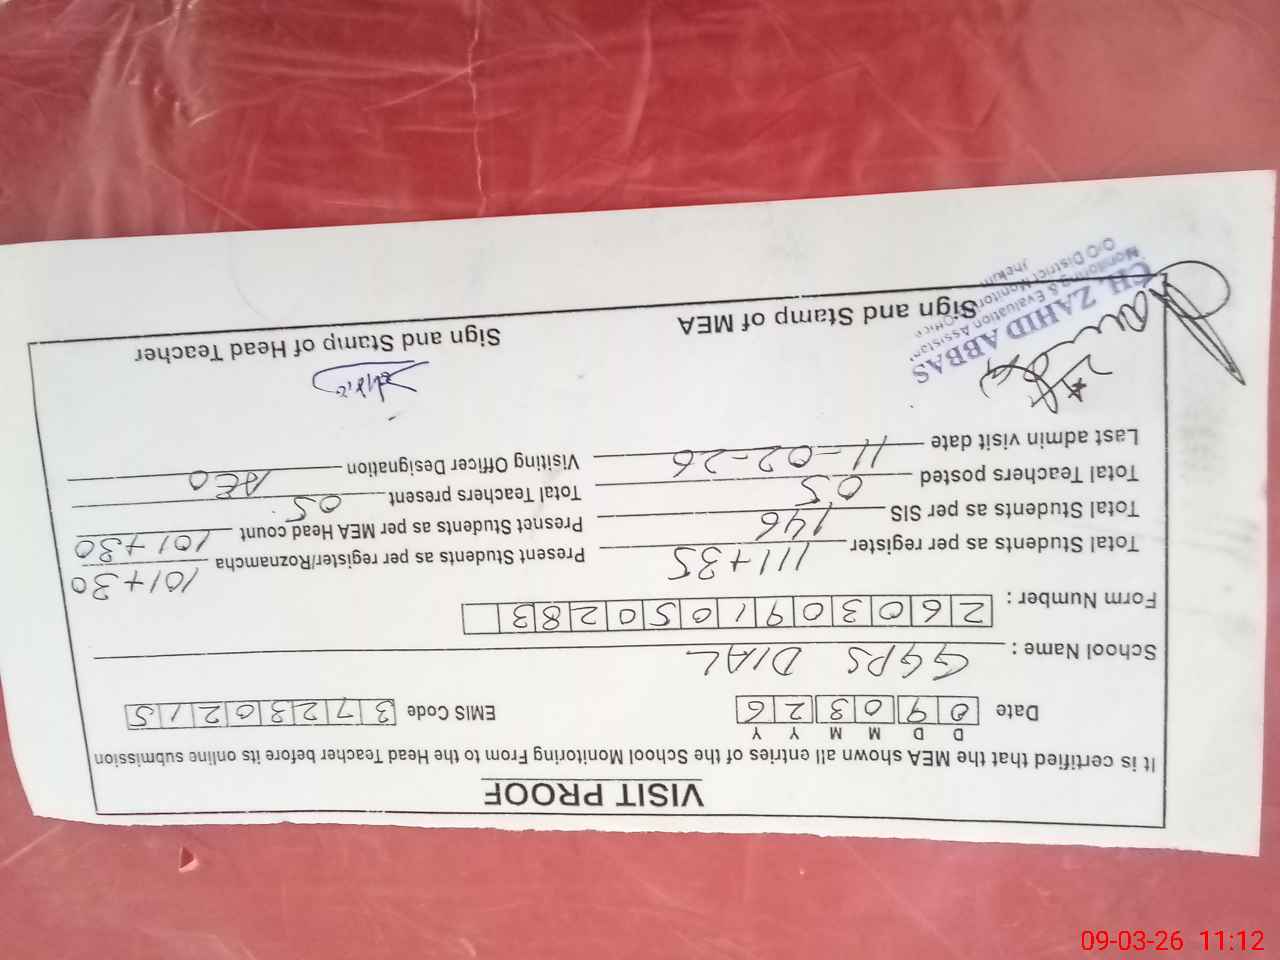 VISIT PROOF
It is certified that the MEA shown all entries of the School Monitoring From to the Head Teacher before its online submission
D D M M Y Y
Date 0 9 0 3 2 6 EMIS Code 3 7 2 3 0 2 1 5
School Name : GGPS DIAL
Form Number : 2 6 0 3 0 9 1 0 5 0 2 8 3
Total Students per register 111+35 Present Students as per register/Roznamcha 101+30
Total Students as per SIS 146 Presnet Students as per MEA Head count 101+30
Total Teachers posted 05 Total Teachers present 05
Last admin visit date 11-02-26 Visiting Officer Designation AEO
CH. ZAHID ABBAS
Monitoring & Evaluation Assistant
O/O District Monitoring Office
Jhelum
Sign and Stamp of MEA Sign and Stamp of Head Teacher
09-03-26 11:12